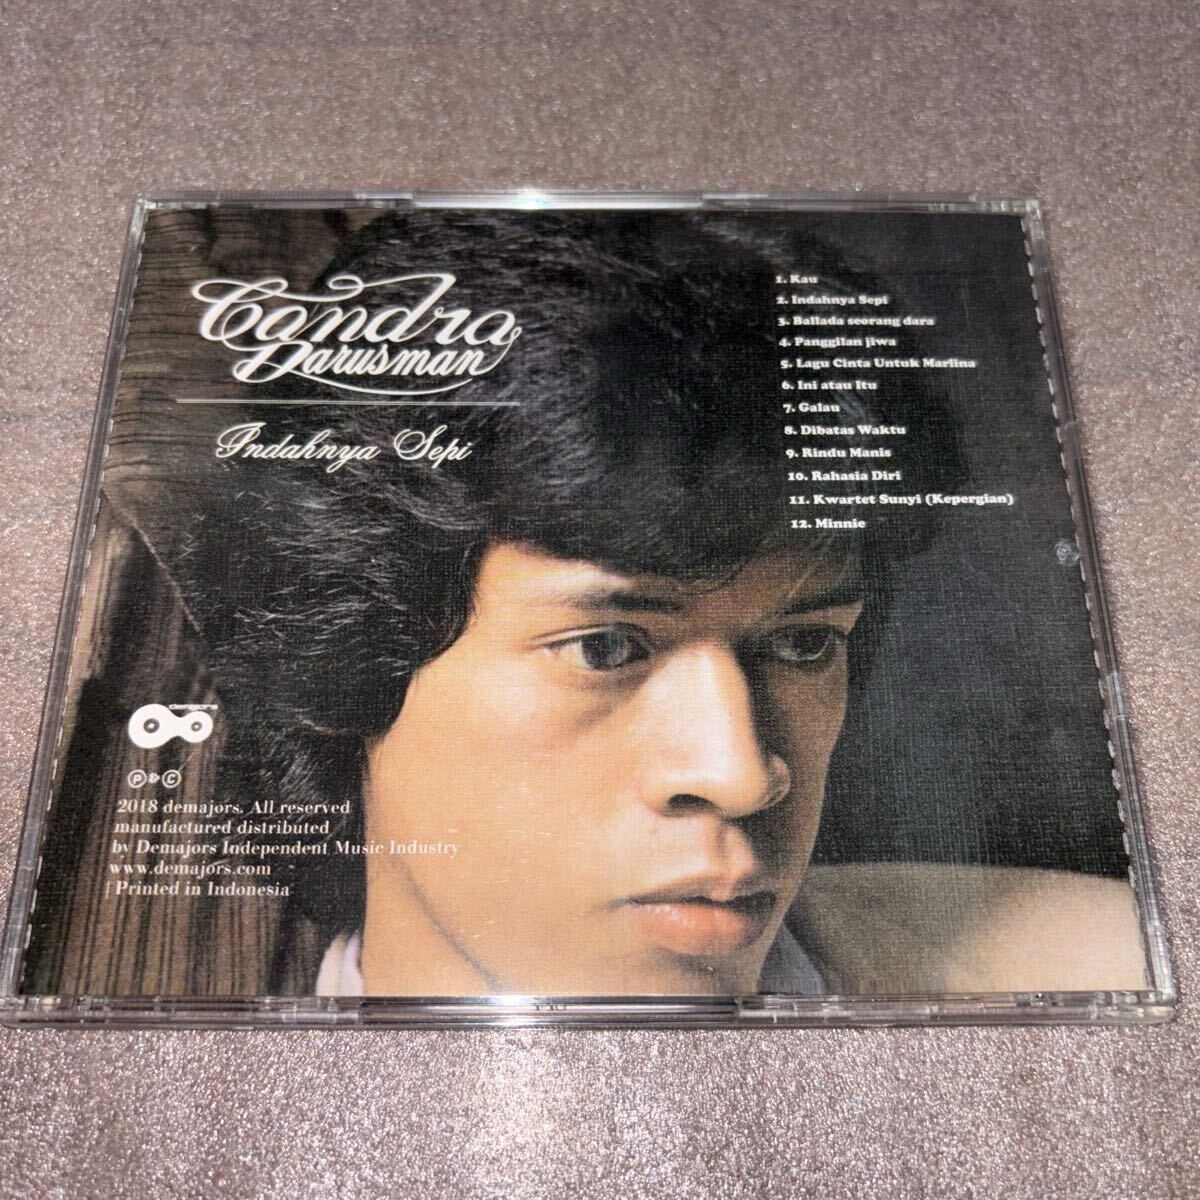 Candra
Darusman
Indahnya Sepi
1. Kau
2. Indahnya Sepi
3. Ballada seorang dara
4. Panggilan jiwa
5. Lagu Cinta Untuk Marlina
6. Ini atau Itu
7. Galau
8. Dibatas Waktu
9. Rindu Manis
10. Rahasia Diri
11. Kwartet Sunyi (Kepergian)
12. Minnie
demajors
℗ & ©
2018 demajors. All reserved
manufactured distributed
by Demajors Independent Music Industry
www.demajors.com
Printed in Indonesia